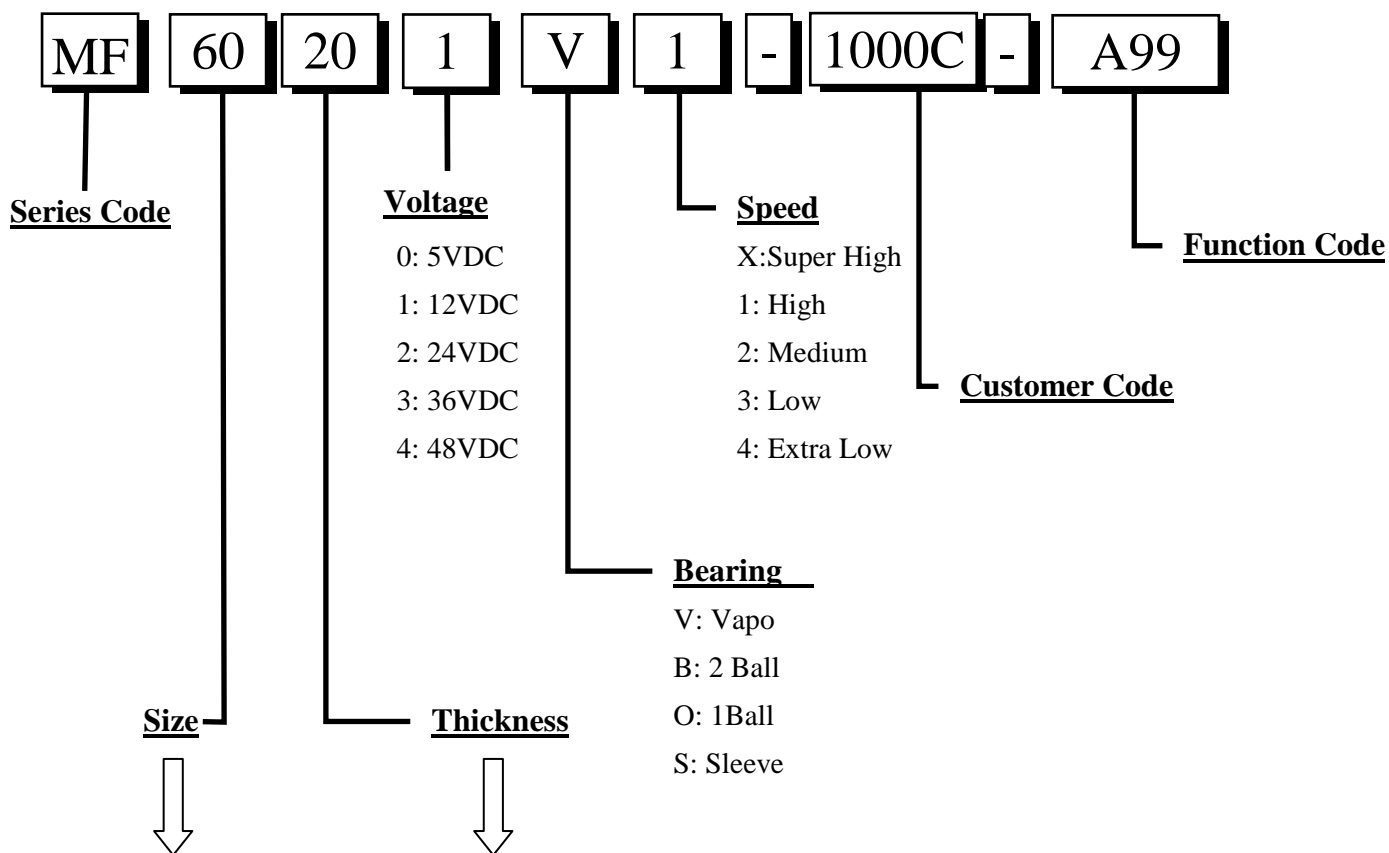 MF 60 20 1 V 1 - 1000C - A99
Series Code
Voltage
0: 5VDC
1: 12VDC
2: 24VDC
3: 36VDC
4: 48VDC
Speed
X:Super High
1: High
2: Medium
3: Low
4: Extra Low
Function Code
Customer Code
Bearing
V: Vapo
B: 2 Ball
O: 1Ball
S: Sleeve
Size
Thickness